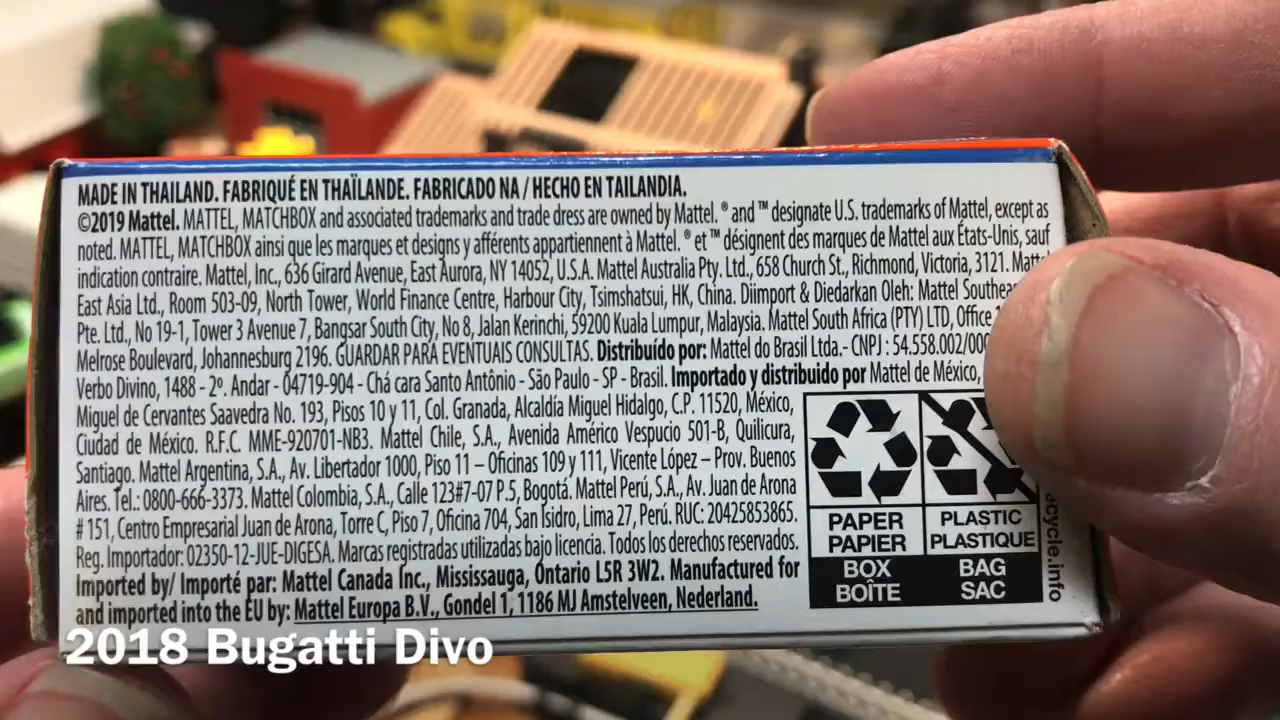 MADE IN THAILAND. FABRIQUÉ EN THAÏLANDE. FABRICADO NA / HECHO EN TAILANDIA.
©2019 Mattel. MATTEL, MATCHBOX and associated trademarks and trade dress are owned by Mattel. ® and ™ designate U.S. trademarks of Mattel, except as
noted. MATTEL, MATCHBOX ainsi que les marques et designs y afférents appartiennent à Mattel. ® et ™ désignent des marques de Mattel aux États-Unis, sauf
indication contraire. Mattel, Inc., 636 Girard Avenue, East Aurora, NY 14052, U.S.A. Mattel Australia Pty. Ltd., 658 Church St., Richmond, Victoria, 3121.
East Asia Ltd., Room 503-09, North Tower, World Finance Centre, Harbour City, Tsimshatsui, HK, China. Diimport & Diedarkan Oleh: Mattel
Pte. Ltd., No 19-1, Tower 3 Avenue 7, Bangsar South City, No 8, Jalan Kerinchi, 59200 Kuala Lumpur, Malaysia. Mattel South Africa (PTY) LTD, Office
Melrose Boulevard, Johannesburg 2196. GUARDAR PARA EVENTUAIS CONSULTAS. Distribuído por: Mattel do Brasil Ltda.- CNPJ : 54.558.002/000
Verbo Divino, 1488 - 2º. Andar - 04719-904 - Chá cara Santo Antônio - São Paulo - SP - Brasil. Importado y distribuido por Mattel de México,
Miguel de Cervantes Saavedra No. 193, Pisos 10 y 11, Col. Granada, Alcaldía Miguel Hidalgo, C.P. 11520, México,
Ciudad de México. R.F.C. MME-920701-NB3. Mattel Chile, S.A., Avenida Américo Vespucio 501-B, Quilicura,
Santiago. Mattel Argentina, S.A., Av. Libertador 1000, Piso 11 – Oficinas 109 y 111, Vicente López – Prov. Buenos
Aires. Tel.: 0800-666-3373. Mattel Colombia, S.A., Calle 123#7-07 P.5, Bogotá. Mattel Perú, S.A., Av. Juan de Arona
# 151, Centro Empresarial Juan de Arona, Torre C, Piso 7, Oficina 704, San Isidro, Lima 27, Perú. RUC: 20425853865.
Reg. Importador: 02350-12-JUE-DIGESA. Marcas registradas utilizadas bajo licencia. Todos los derechos reservados.
Imported by/ Importé par: Mattel Canada Inc., Mississauga, Ontario L5R 3W2. Manufactured for
and imported into the EU by: Mattel Europa B.V., Gondel 1, 1186 MJ Amstelveen, Nederland.
PAPER
PAPIER
BOX
BOÎTE
PLASTIC
PLASTIQUE
BAG
SAC
2018 Bugatti Divo